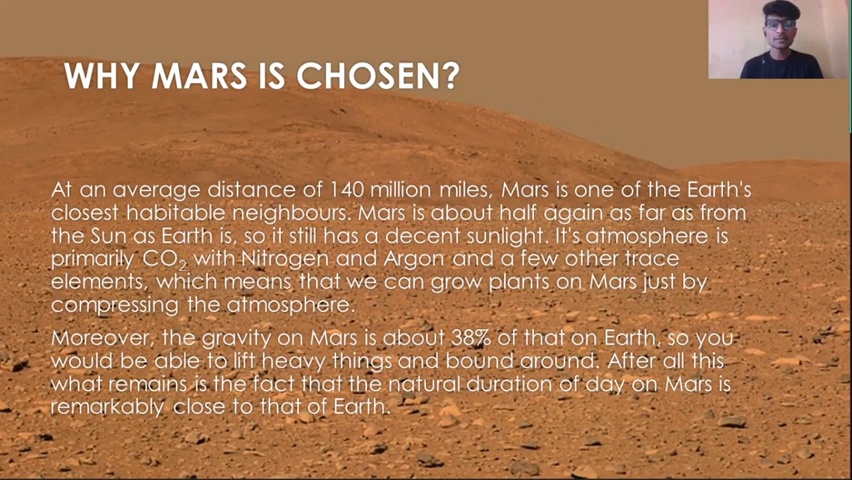 WHY MARS IS CHOSEN?
At an average distance of 140 million miles, Mars is one of the Earth's
closest habitable neighbours. Mars is about half again as far as from
the Sun as Earth is, so it still has a decent sunlight. It's atmosphere is
primarily CO₂ with Nitrogen and Argon and a few other trace
elements, which means that we can grow plants on Mars just by
compressing the atmosphere.
Moreover, the gravity on Mars is about 38% of that on Earth, so you
would be able to lift heavy things and bound around. After all this
what remains is the fact that the natural duration of day on Mars is
remarkably close to that of Earth.